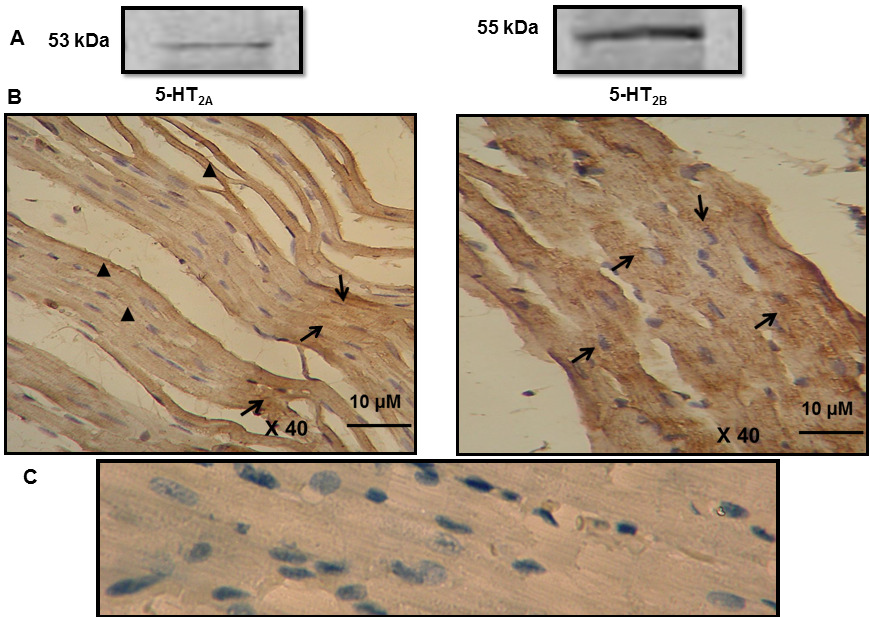 A
53 kDa
55 kDa
B
5-HT2A
5-HT2B
X 40
10 µM
X 40
10 µM
C